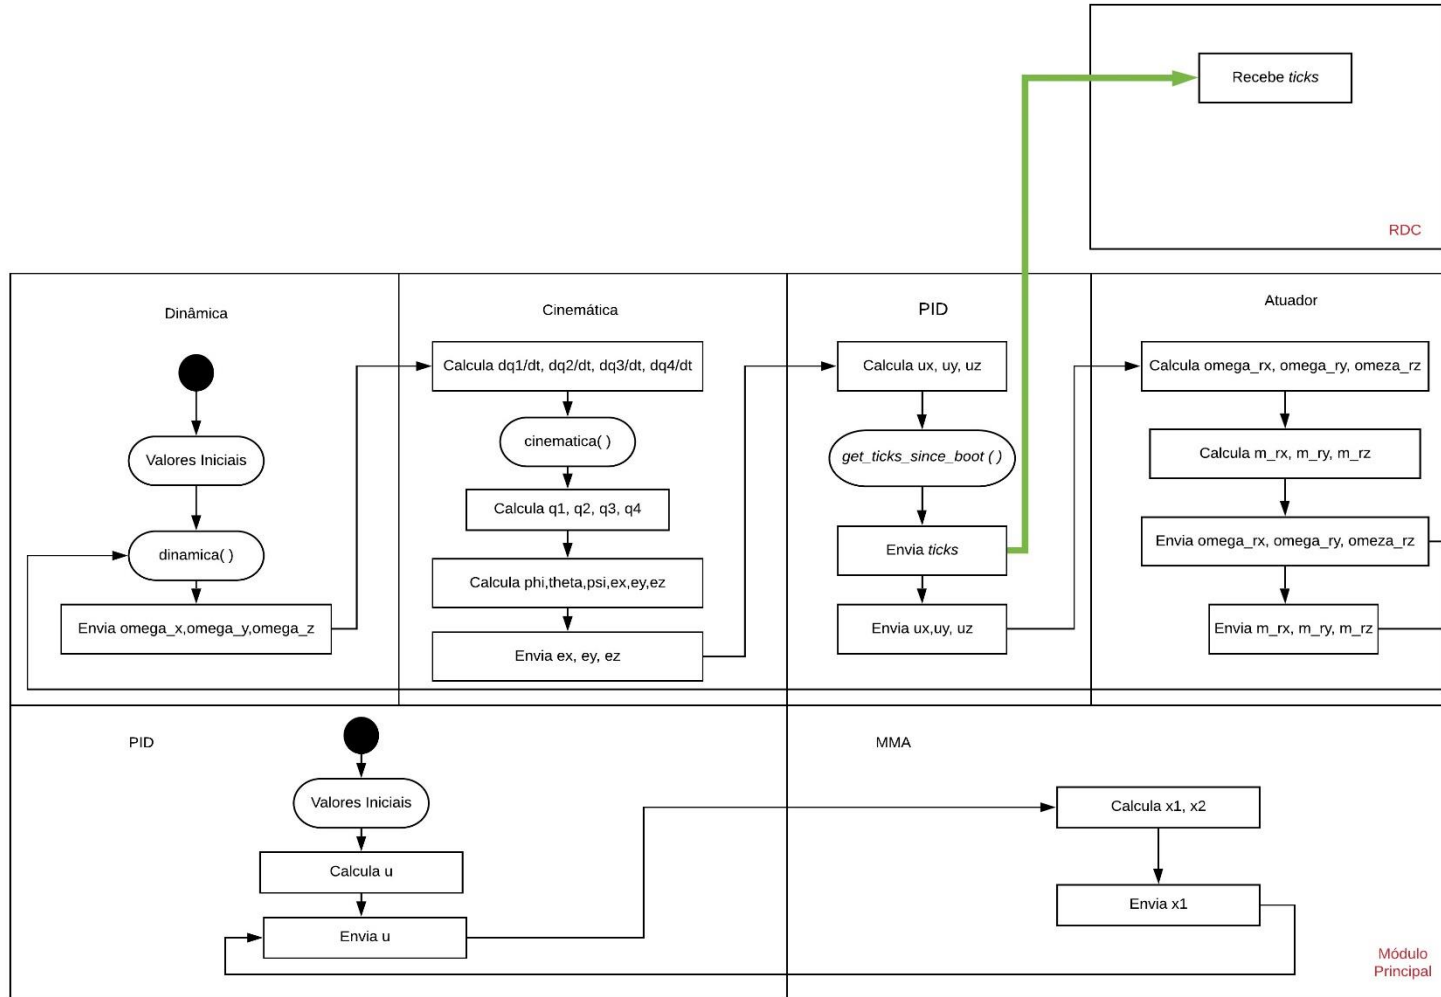 Recebe ticks
RDC
Dinâmica
Valores Iniciais
dinamica( )
Envia omega_x,omega_y,omega_z
Cinemática
Calcula dq1/dt, dq2/dt, dq3/dt, dq4/dt
cinematica( )
Calcula q1, q2, q3, q4
Calcula phi,theta,psi,ex,ey,ez
Envia ex, ey, ez
PID
Calcula ux, uy, uz
get_ticks_since_boot ( )
Envia ticks
Envia ux,uy, uz
Atuador
Calcula omega_rx, omega_ry, omeza_rz
Calcula m_rx, m_ry, m_rz
Envia omega_rx, omega_ry, omeza_rz
Envia m_rx, m_ry, m_rz
PID
Valores Iniciais
Calcula u
Envia u
MMA
Calcula x1, x2
Envia x1
Módulo
Principal